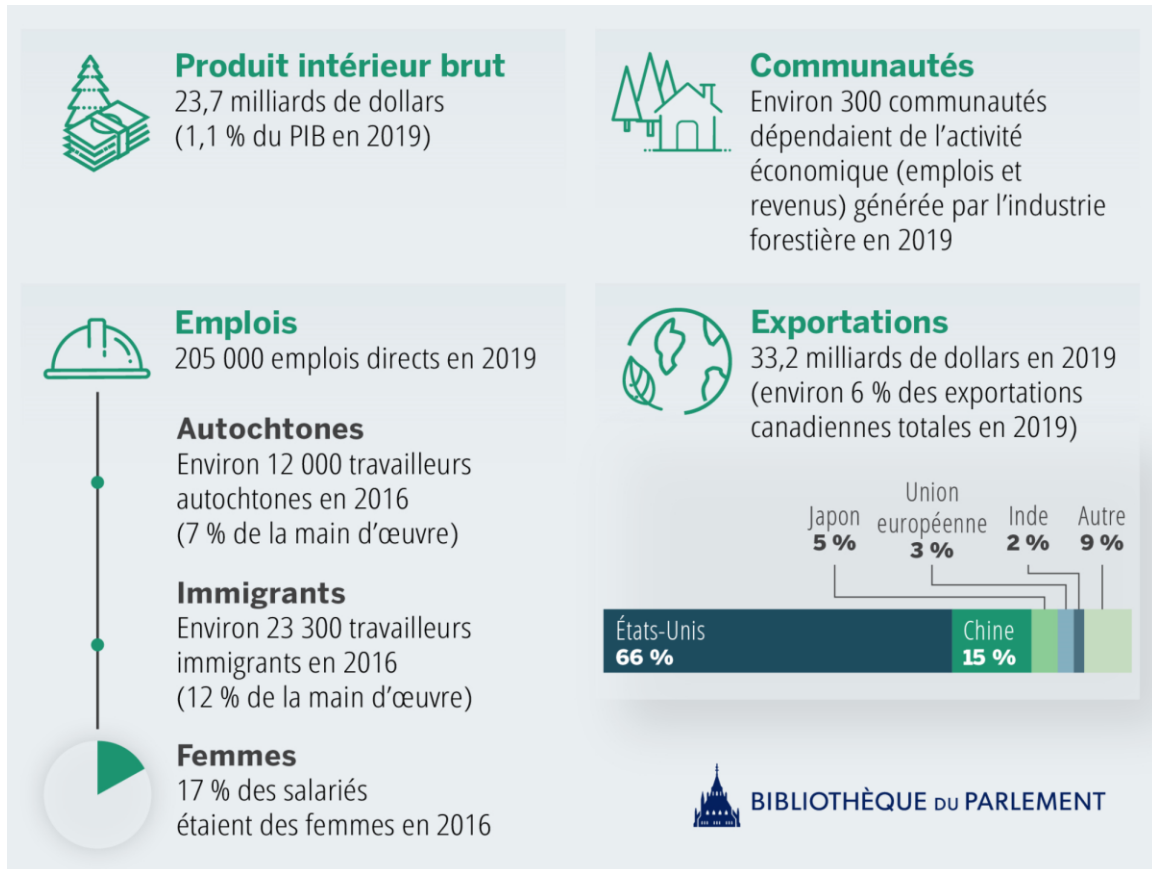 Produit intérieur brut
23,7 milliards de dollars
(1,1 % du PIB en 2019)
Communautés
Environ 300 communautés
dépendaient de l’activité
économique (emplois et
revenus) générée par l’industrie
forestière en 2019
Emplois
205 000 emplois directs en 2019
Autochtones
Environ 12 000 travailleurs
autochtones en 2016
(7 % de la main d’œuvre)
Immigrants
Environ 23 300 travailleurs
immigrants en 2016
(12 % de la main d’œuvre)
Femmes
17 % des salariés
étaient des femmes en 2016
Exportations
33,2 milliards de dollars en 2019
(environ 6 % des exportations
canadiennes totales en 2019)
Japon
5 %
Union
européenne
3 %
Inde
2 %
Autre
9 %
États-Unis
66 %
Chine
15 %
BIBLIOTHÈQUE DU PARLEMENT